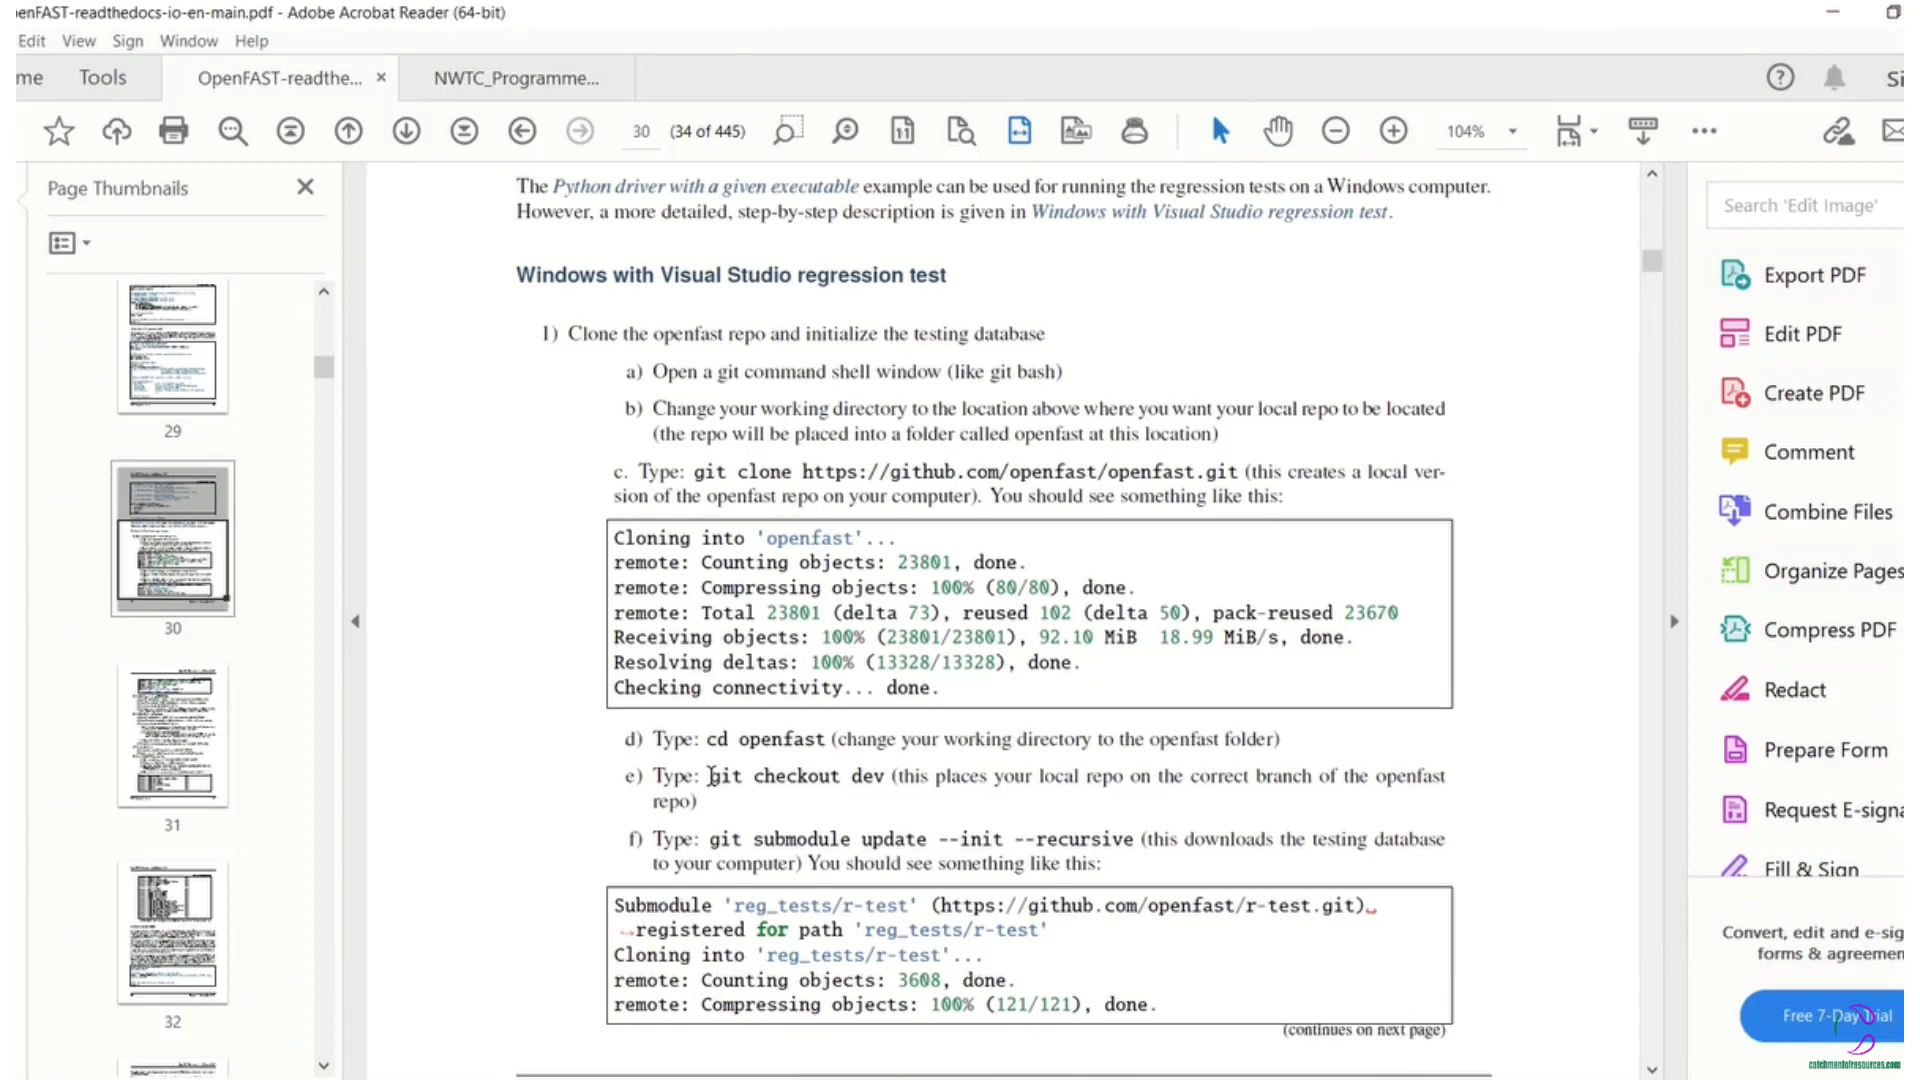 enFAST-readthedocs-io-en-main.pdf - Adobe Acrobat Reader (64-bit)
Edit View Sign Window Help
me Tools OpenFAST-readthe... NWTC_Programme... Si
30 (34 of 445) 104%
Page Thumbnails
29
30
31
32
The Python driver with a given executable example can be used for running the regression tests on a Windows computer.
However, a more detailed, step-by-step description is given in Windows with Visual Studio regression test.
Windows with Visual Studio regression test
1) Clone the openfast repo and initialize the testing database
a) Open a git command shell window (like git bash)
b) Change your working directory to the location above where you want your local repo to be located
(the repo will be placed into a folder called openfast at this location)
c. Type: git clone https://github.com/openfast/openfast.git (this creates a local ver-
sion of the openfast repo on your computer). You should see something like this:
Cloning into 'openfast'...
remote: Counting objects: 23801, done.
remote: Compressing objects: 100% (80/80), done.
remote: Total 23801 (delta 73), reused 102 (delta 50), pack-reused 23670
Receiving objects: 100% (23801/23801), 92.10 MiB 18.99 MiB/s, done.
Resolving deltas: 100% (13328/13328), done.
Checking connectivity... done.
d) Type: cd openfast (change your working directory to the openfast folder)
e) Type: git checkout dev (this places your local repo on the correct branch of the openfast
repo)
f) Type: git submodule update --init --recursive (this downloads the testing database
to your computer) You should see something like this:
Submodule 'reg_tests/r-test' (https://github.com/openfast/r-test.git)
registered for path 'reg_tests/r-test'
Cloning into 'reg_tests/r-test'...
remote: Counting objects: 3608, done.
remote: Compressing objects: 100% (121/121), done.
(continues on next page)
Search 'Edit Image'
Export PDF
Edit PDF
Create PDF
Comment
Combine Files
Organize Pages
Compress PDF
Redact
Prepare Form
Request E-signa
Fill & Sign
Convert, edit and e-sig
forms & agreemen
Free 7-Day Trial
catchmentofresources.com